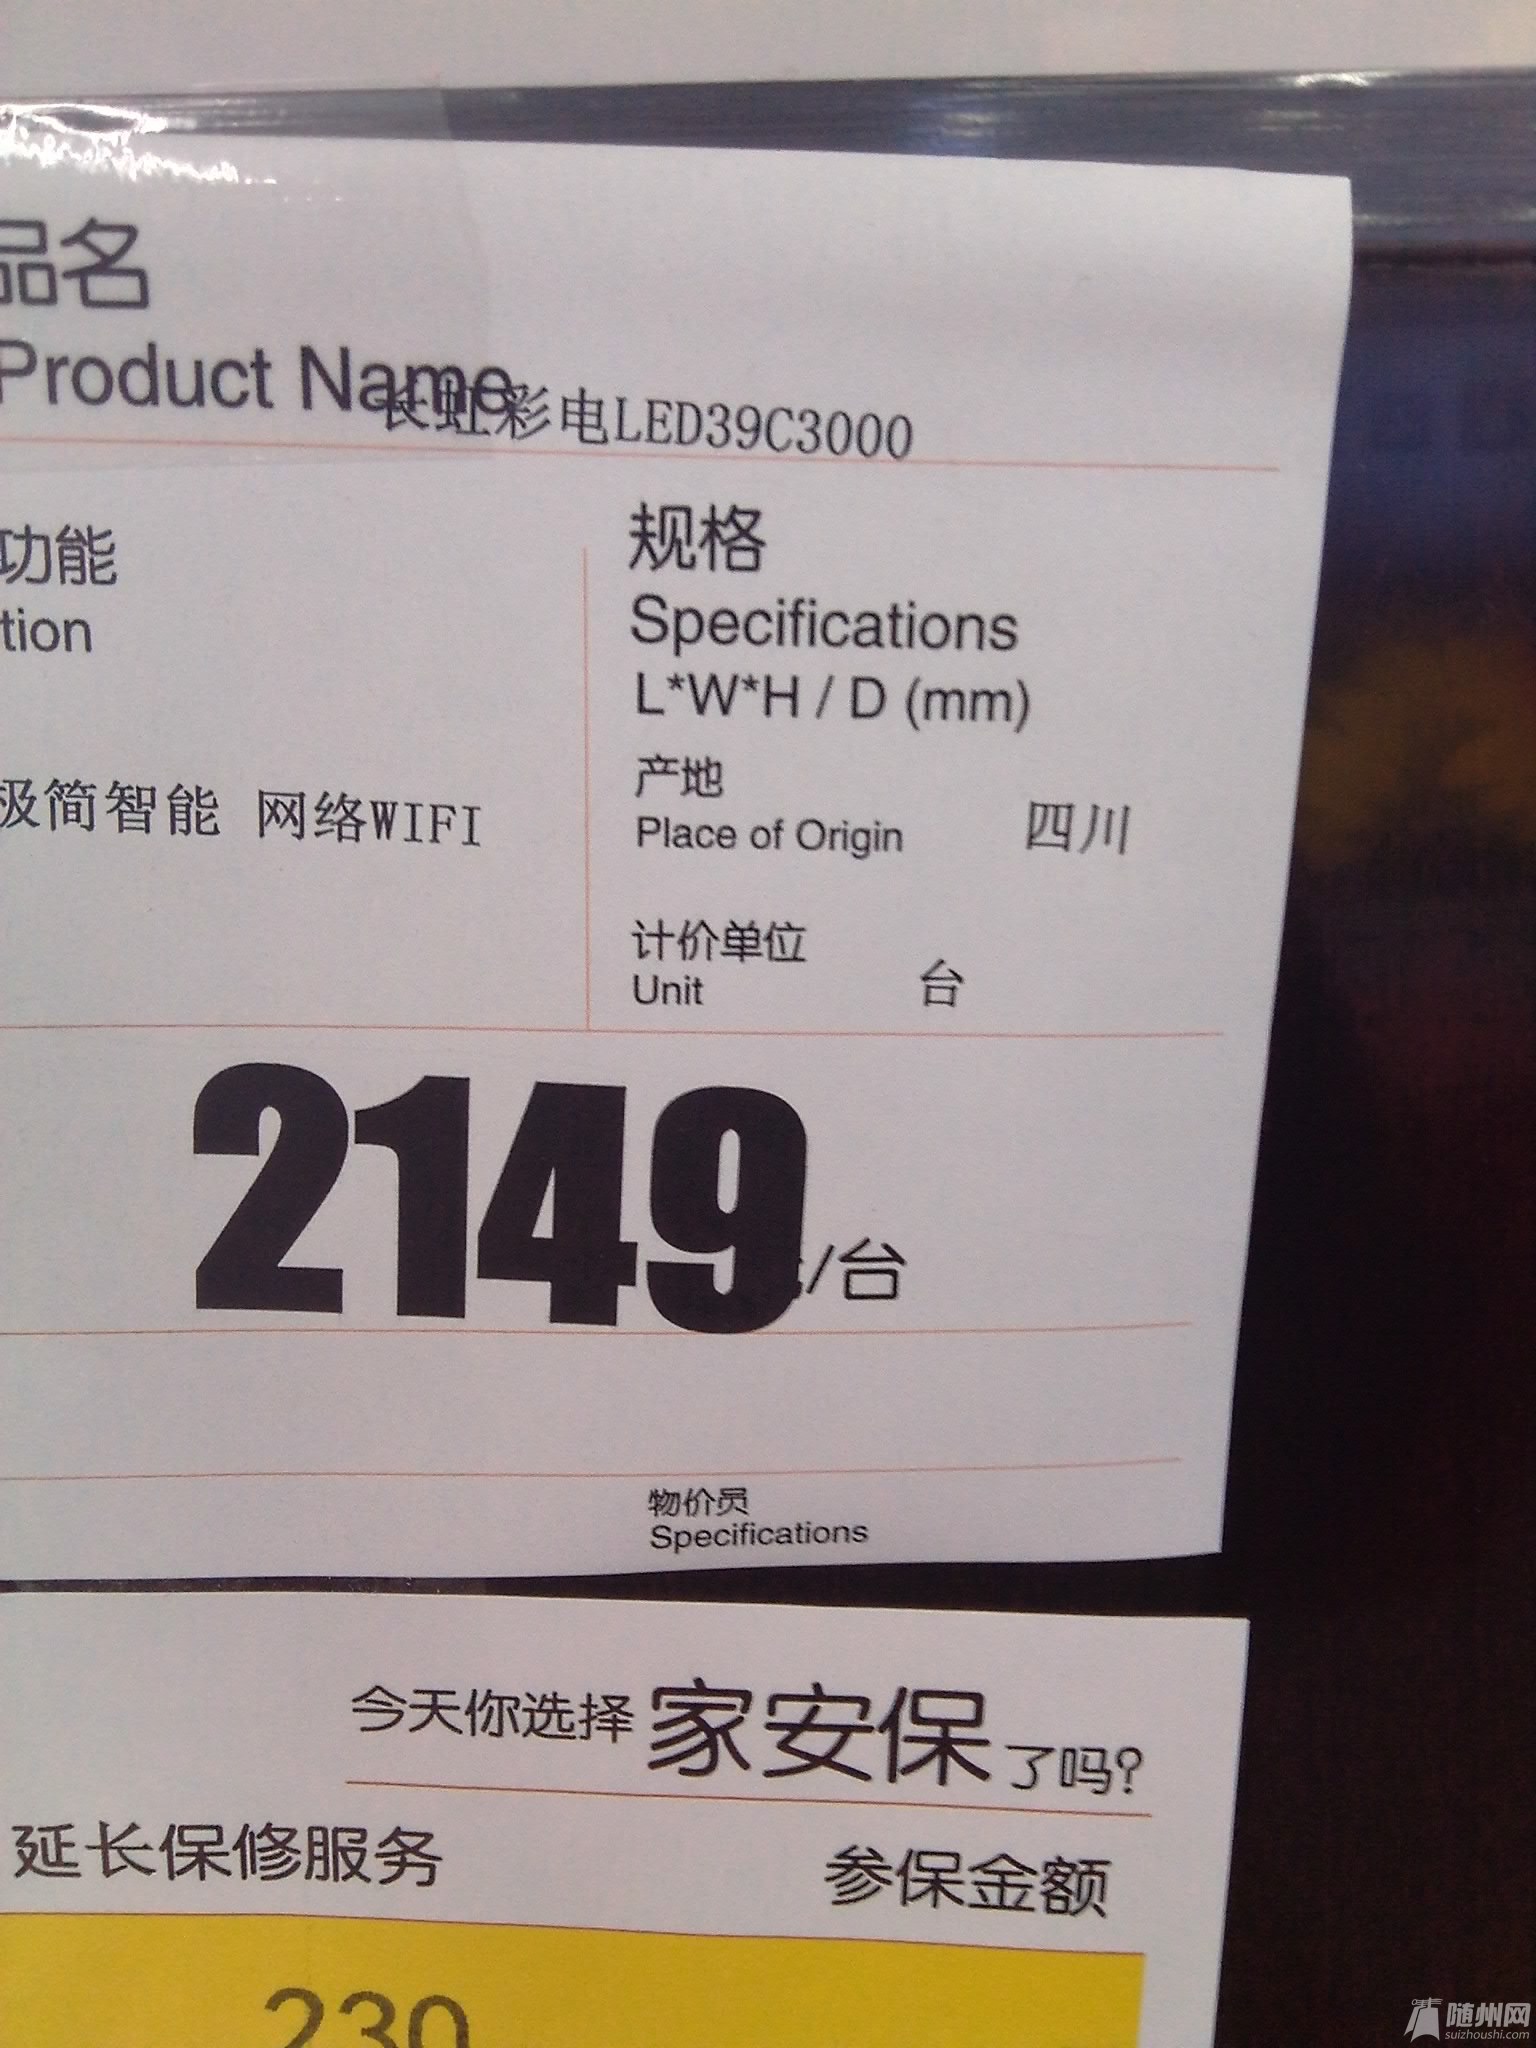 品名
Product Name
长虹彩电LED39C3000
功能
tion
极简智能 网络WIFI
规格
Specifications
L*W*H / D (mm)
产地
Place of Origin 四川
计价单位
Unit 台
2149/台
物价员
Specifications
今天你选择家安保了吗?
延长保修服务 参保金额
230
随州网
suizhoushi.com